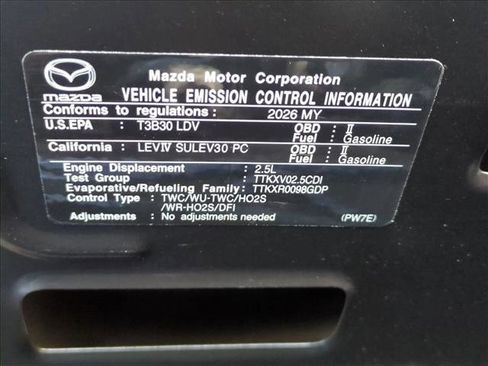 Mazda Motor Corporation
mazda VEHICLE EMISSION CONTROL INFORMATION
Conforms to regulations: 2026 MY
U.S.EPA : T3B30 LDV OBD : II
Fuel : Gasoline
California : LEVIV SULEV30 PC OBD : II
Fuel : Gasoline
Engine Displacement : 2.5L
Test Group : TTKXV02.5CDI
Evaporative/Refueling Family: TTKXR0098GDP
Control Type : TWC/WU-TWC/HO2S
/WR-HO2S/DFI
Adjustments : No adjustments needed (PW7E)